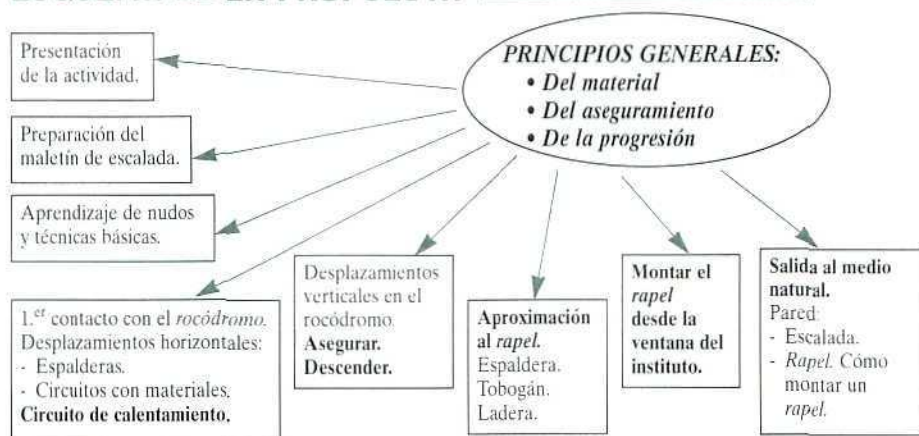 PRINCIPIOS GENERALES:
• Del material
• Del aseguramiento
• De la progresión
Presentación
de la actividad.
Preparación del
maletín de escalada.
Aprendizaje de nudos
y técnicas básicas.
1.er contacto con el rocódromo.
Desplazamientos horizontales:
- Espalderas.
- Circuitos con materiales.
Circuito de calentamiento.
Desplazamientos
verticales en el
rocódromo.
Asegurar.
Descender.
Aproximación
al rapel.
Espaldera.
Tobogán.
Ladera.
Montar el
rapel
desde la
ventana del
instituto.
Salida al medio
natural.
Pared:
- Escalada.
- Rapel. Cómo
montar un
rapel.